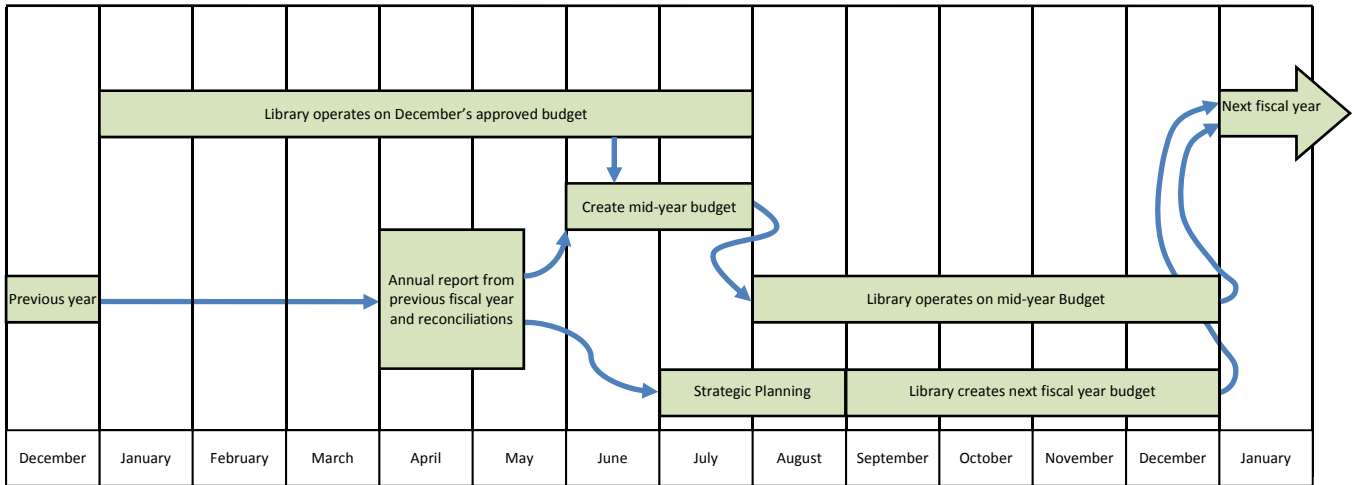 Library operates on December's approved budget
Next fiscal year
Create mid-year budget
Previous year
Annual report from
previous fiscal year
and reconciliations
Library operates on mid-year Budget
Strategic Planning
Library creates next fiscal year budget
December January February March April May June July August September October November December January